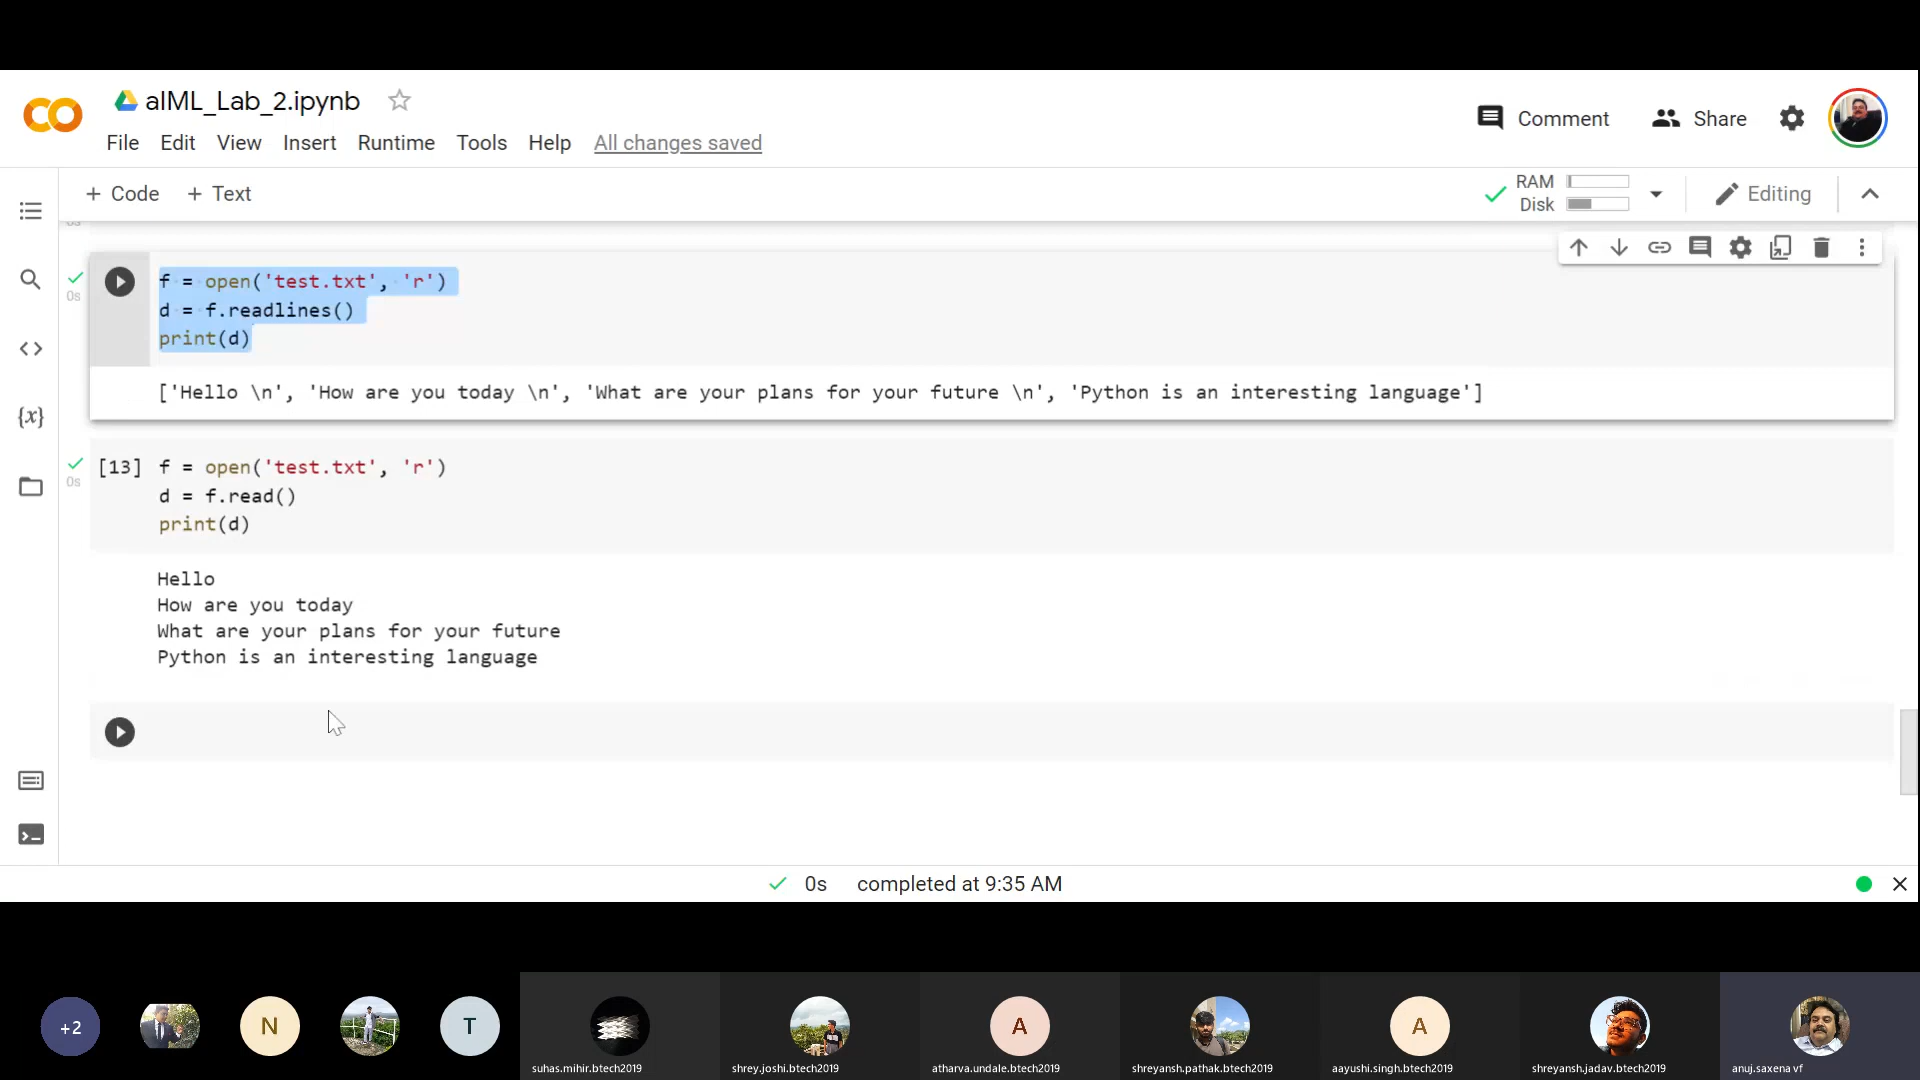 aIML_Lab_2.ipynb
File Edit View Insert Runtime Tools Help All changes saved
Comment Share
+ Code + Text
RAM
Disk
Editing
0s
f = open('test.txt', 'r')
d = f.readlines()
print(d)
['Hello \n', 'How are you today \n', 'What are your plans for your future \n', 'Python is an interesting language']
0s
[13] f = open('test.txt', 'r')
d = f.read()
print(d)
Hello
How are you today
What are your plans for your future
Python is an interesting language
{x}
0s completed at 9:35 AM
+2 N T A A
suhas.mihir.btech2019 shrey.joshi.btech2019 atharva.undale.btech2019 shreyansh.pathak.btech2019 aayushi.singh.btech2019 shreyansh.jadav.btech2019 anuj.saxena vf